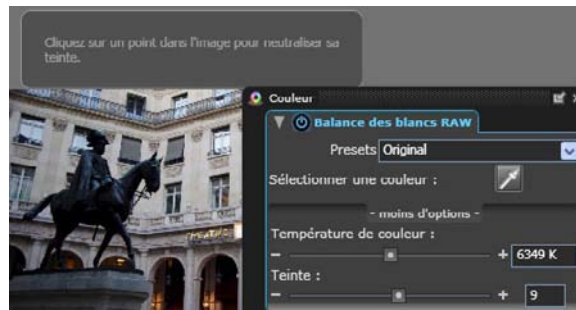 Cliquez sur un point dans l'image pour neutraliser sa
teinte.
Couleur
Balance des blancs RAW
Presets Original
Sélectionner une couleur :
- moins d'options -
Température de couleur :
- + 6349 K
Teinte :
- + 9